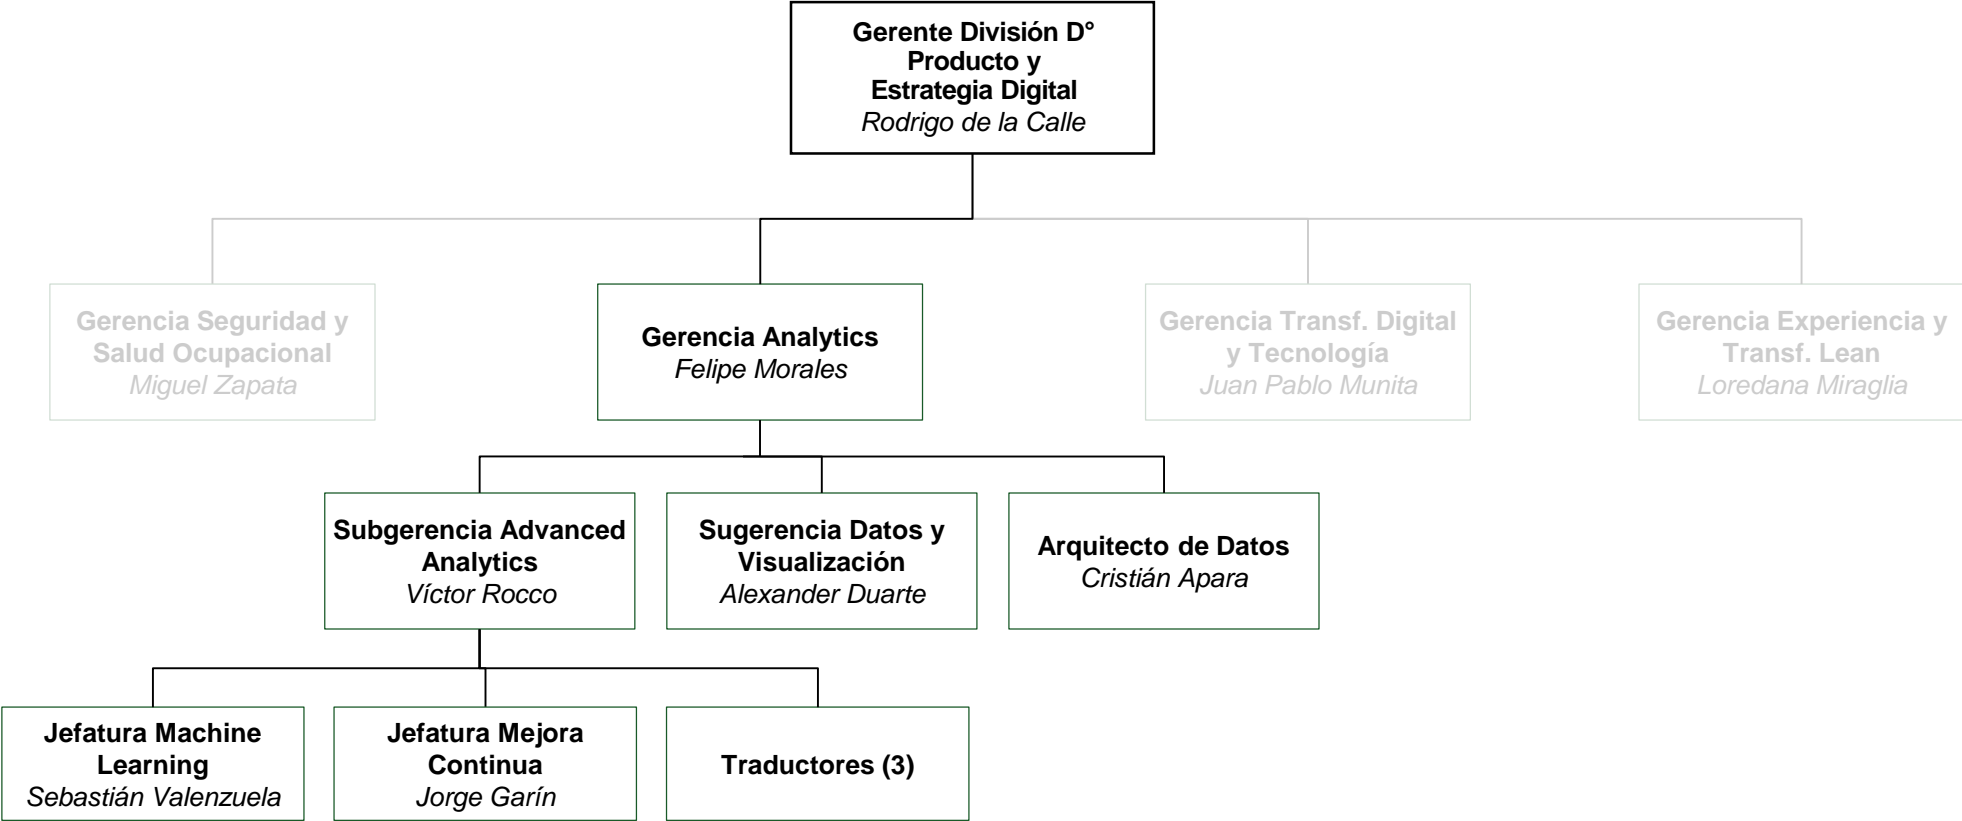 Gerente División D°
Producto y
Estrategia Digital
Rodrigo de la Calle
Gerencia Seguridad y
Salud Ocupacional
Miguel Zapata
Gerencia Analytics
Felipe Morales
Gerencia Transf. Digital
y Tecnología
Juan Pablo Munita
Gerencia Experiencia y
Transf. Lean
Loredana Miraglia
Subgerencia Advanced
Analytics
Víctor Rocco
Sugerencia Datos y
Visualización
Alexander Duarte
Arquitecto de Datos
Cristián Apara
Jefatura Machine
Learning
Sebastián Valenzuela
Jefatura Mejora
Continua
Jorge Garín
Traductores (3)